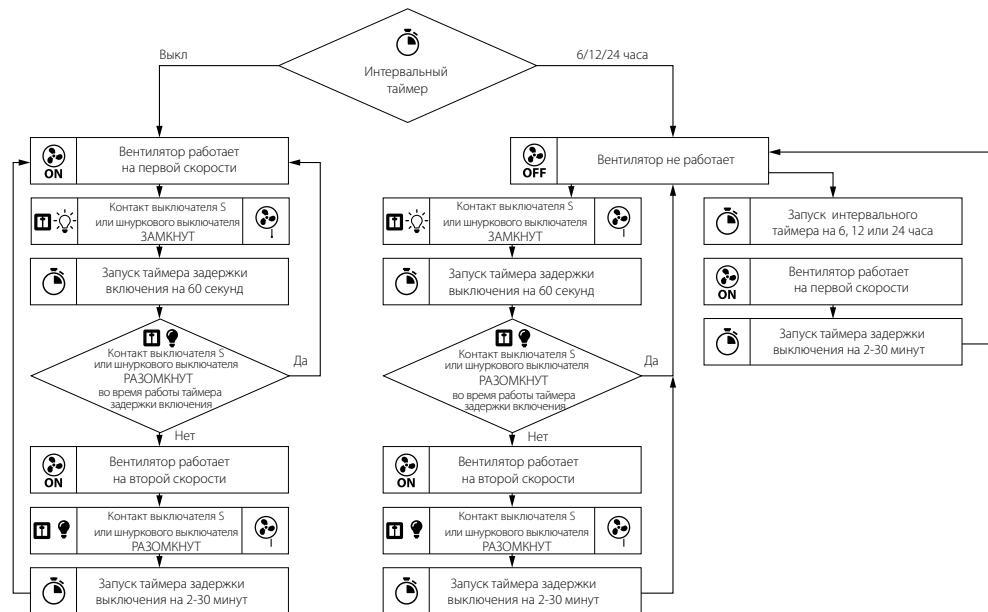 Интервальный
таймер
Выкл
6/12/24 часа
ON
Вентилятор работает
на первой скорости
Контакт выключателя S
или шнуркового выключателя
ЗАМКНУТ
Запуск таймера задержки
включения на 60 секунд
Контакт выключателя S
или шнуркового выключателя
РАЗОМКНУТ
во время работы таймера
задержки включения
Да
Нет
ON
Вентилятор работает
на второй скорости
Контакт выключателя S
или шнуркового выключателя
РАЗОМКНУТ
Запуск таймера задержки
выключения на 2-30 минут
OFF
Вентилятор не работает
Контакт выключателя S
или шнуркового выключателя
ЗАМКНУТ
Запуск таймера задержки
выключения на 60 секунд
Контакт выключателя S
или шнуркового выключателя
РАЗОМКНУТ
во время работы таймера
задержки включения
Да
Нет
ON
Вентилятор работает
на второй скорости
Контакт выключателя S
или шнуркового выключателя
РАЗОМКНУТ
Запуск таймера задержки
выключения на 2-30 минут
Запуск интервального
таймера на 6, 12 или 24 часа
ON
Вентилятор работает
на первой скорости
Запуск таймера задержки
выключения на 2-30 минут